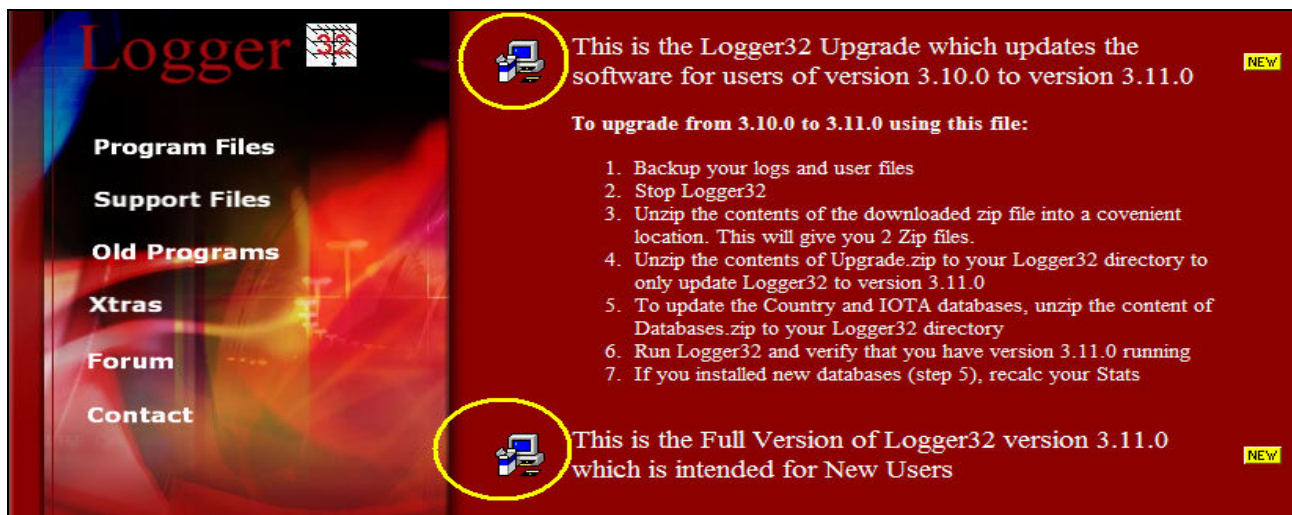 Logger 32
Program Files
Support Files
Old Programs
Xtras
Forum
Contact
This is the Logger32 Upgrade which updates the
software for users of version 3.10.0 to version 3.11.0
NEW
To upgrade from 3.10.0 to 3.11.0 using this file:
1. Backup your logs and user files
2. Stop Logger32
3. Unzip the contents of the downloaded zip file into a covenient
location. This will give you 2 Zip files.
4. Unzip the contents of Upgrade.zip to your Logger32 directory to
only update Logger32 to version 3.11.0
5. To update the Country and IOTA databases, unzip the content of
Databases.zip to your Logger32 directory
6. Run Logger32 and verify that you have version 3.11.0 running
7. If you installed new databases (step 5), recalc your Stats
This is the Full Version of Logger32 version 3.11.0
which is intended for New Users
NEW